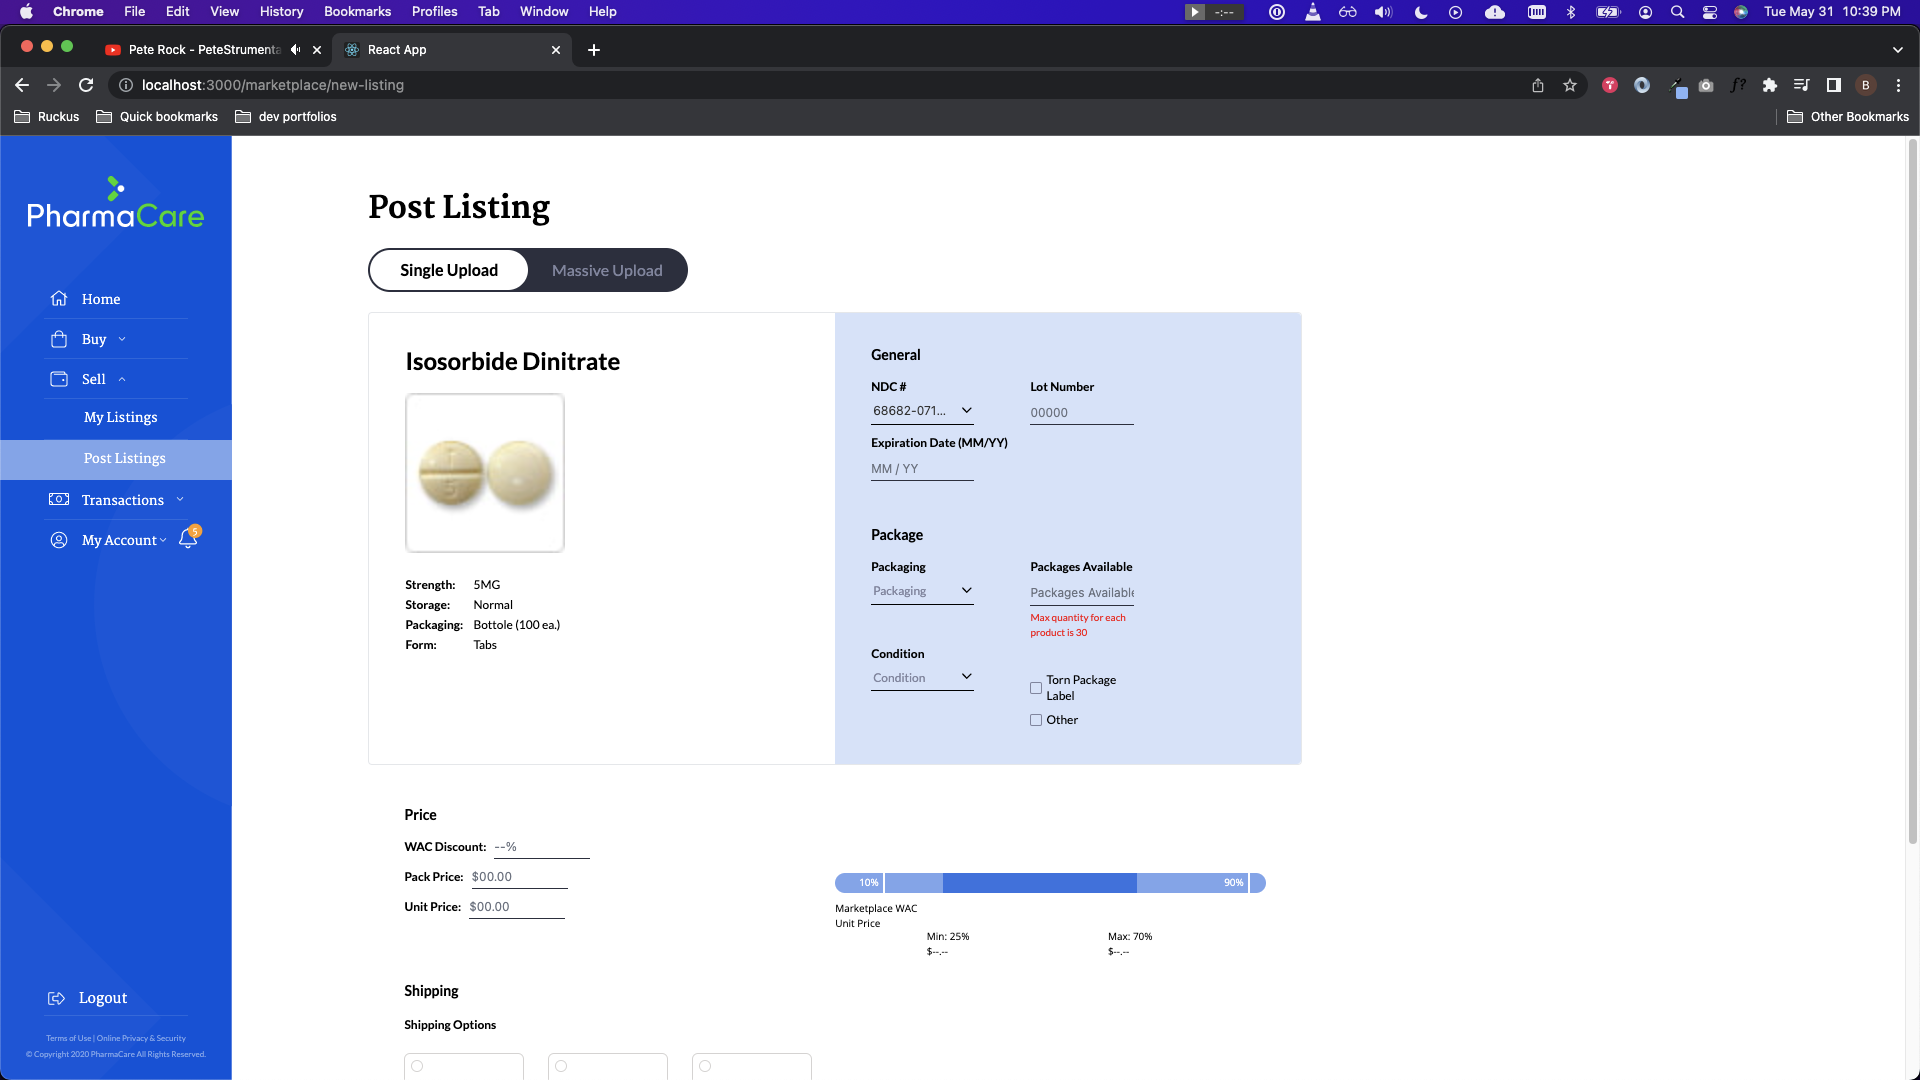 Chrome File Edit View History Bookmarks Profiles Tab Window Help
-:--
Tue May 31 10:39 PM
Pete Rock - PeteStrumenta
React App
localhost:3000/marketplace/new-listing
B
Ruckus
Quick bookmarks
dev portfolios
Other Bookmarks
PharmaCare
Home
Buy
Sell
My Listings
Post Listings
Transactions
My Account
5
Logout
Terms of Use | Online Privacy & Security
© Copyright 2020 PharmaCare All Rights Reserved.
Post Listing
Single Upload
Massive Upload
Isosorbide Dinitrate
Strength: 5MG
Storage: Normal
Packaging: Bottole (100 ea.)
Form: Tabs
General
NDC #
68682-071...
Lot Number
00000
Expiration Date (MM/YY)
MM / YY
Package
Packaging
Packaging
Packages Available
Packages Available
Max quantity for each
product is 30
Condition
Condition
Torn Package
Label
Other
Price
WAC Discount: --%
Pack Price: $00.00
Unit Price: $00.00
10%
90%
Marketplace WAC
Unit Price
Min: 25%
$--.--
Max: 70%
$--.--
Shipping
Shipping Options